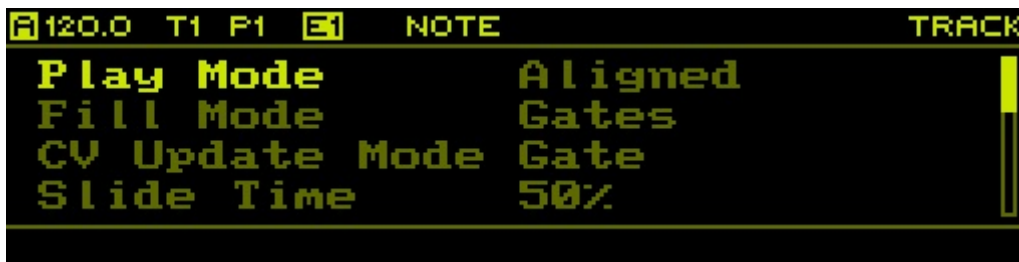 A 120.0 T1 P1 E1 NOTE TRACK
Play Mode Aligned
Fill Mode Gates
CV Update Mode Gate
Slide Time 50%